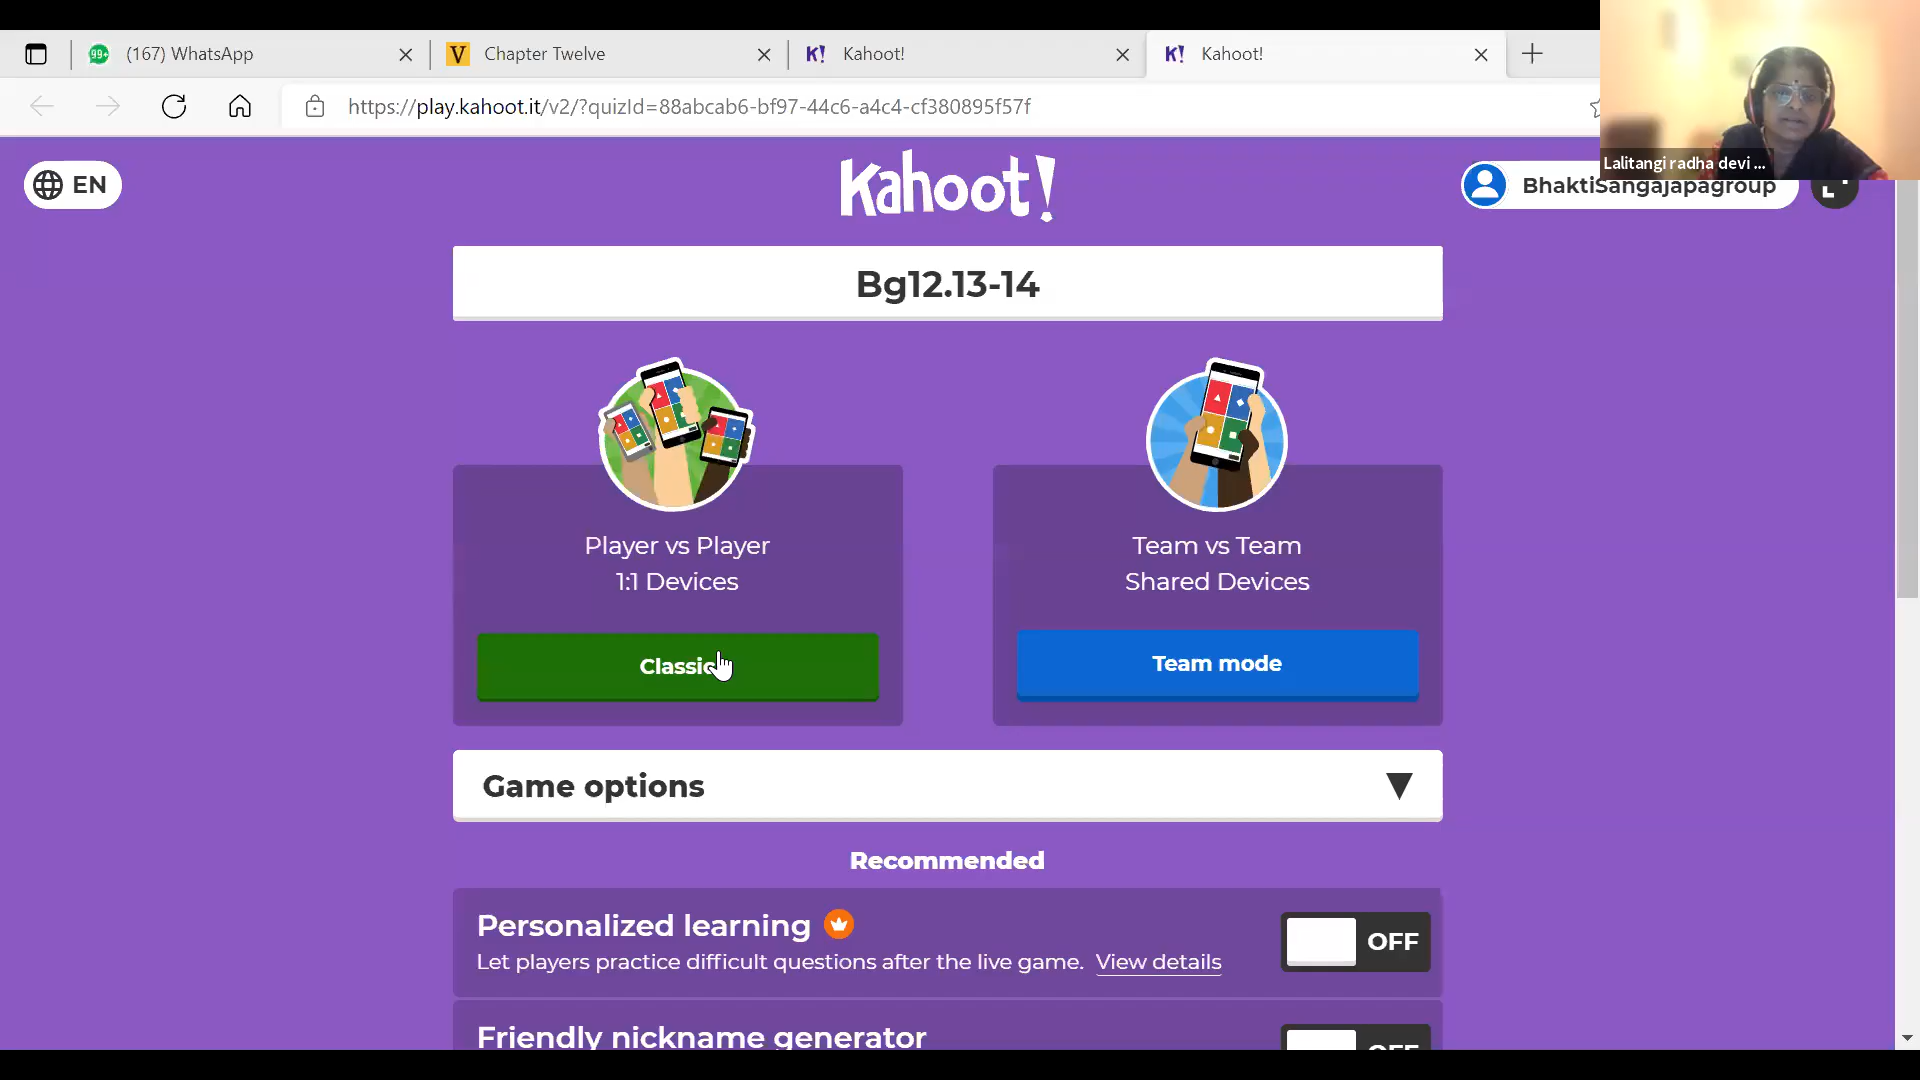 (167) WhatsApp
Chapter Twelve
Kahoot!
Kahoot!
https://play.kahoot.it/v2/?quizId=88abcab6-bf97-44c6-a4c4-cf380895f57f
Lalitangi radha devi ...
EN
Kahoot!
BhaktiSangajapagroup
Bg12.13-14
Player vs Player
1:1 Devices
Team vs Team
Shared Devices
Classic
Team mode
Game options
Recommended
Personalized learning
OFF
Let players practice difficult questions after the live game. View details
Friendly nickname generator
OFF